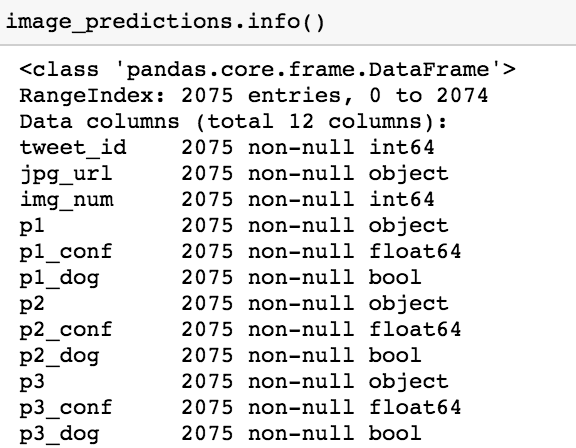 image_predictions.info()
<class 'pandas.core.frame.DataFrame'>
RangeIndex: 2075 entries, 0 to 2074
Data columns (total 12 columns):
tweet_id    2075 non-null int64
jpg_url     2075 non-null object
img_num     2075 non-null int64
p1          2075 non-null object
p1_conf     2075 non-null float64
p1_dog      2075 non-null bool
p2          2075 non-null object
p2_conf     2075 non-null float64
p2_dog      2075 non-null bool
p3          2075 non-null object
p3_conf     2075 non-null float64
p3_dog      2075 non-null bool